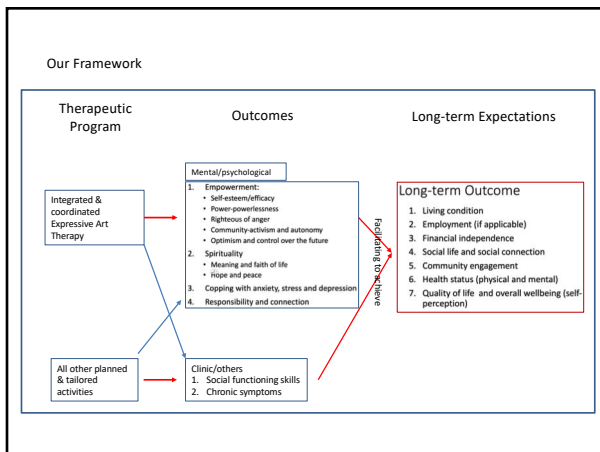 Our Framework
Therapeutic
Program
Outcomes
Long-term Expectations
Integrated &
coordinated
Expressive Art
Therapy
All other planned
& tailored
activities
Mental/psychological
1. Empowerment:
• Self-esteem/efficacy
• Power-powerlessness
• Righteous of anger
• Community-activism and autonomy
• Optimism and control over the future
2. Spirituality
• Meaning and faith of life
• Hope and peace
3. Copping with anxiety, stress and depression
4. Responsibility and connection
Clinic/others
1. Social functioning skills
2. Chronic symptoms
Facilitating to achieve
Long-term Outcome
1. Living condition
2. Employment (if applicable)
3. Financial independence
4. Social life and social connection
5. Community engagement
6. Health status (physical and mental)
7. Quality of life and overall wellbeing (self-
perception)